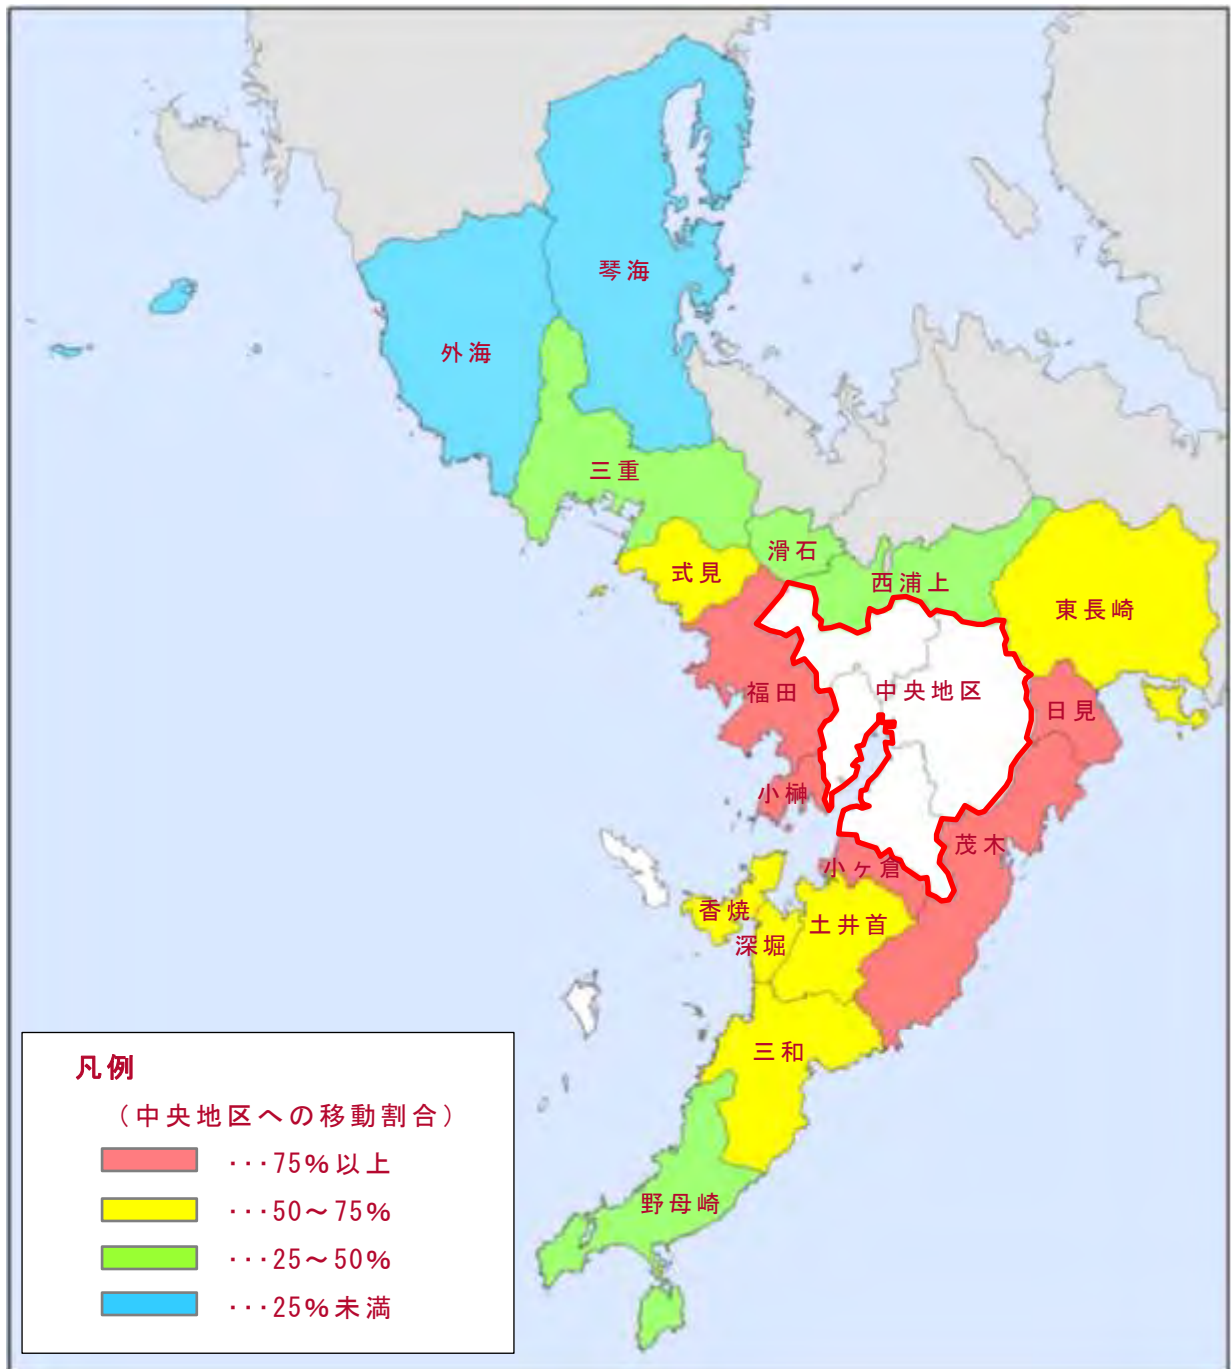 琴海
外海
三重
滑石
式見
西浦上
東長崎
福田
中央地区
日見
小榊
茂木
小ヶ倉
香焼
土井首
深堀
三和
野母崎
凡例
（中央地区への移動割合）
･･･75%以上
･･･50～75%
･･･25～50%
･･･25%未満